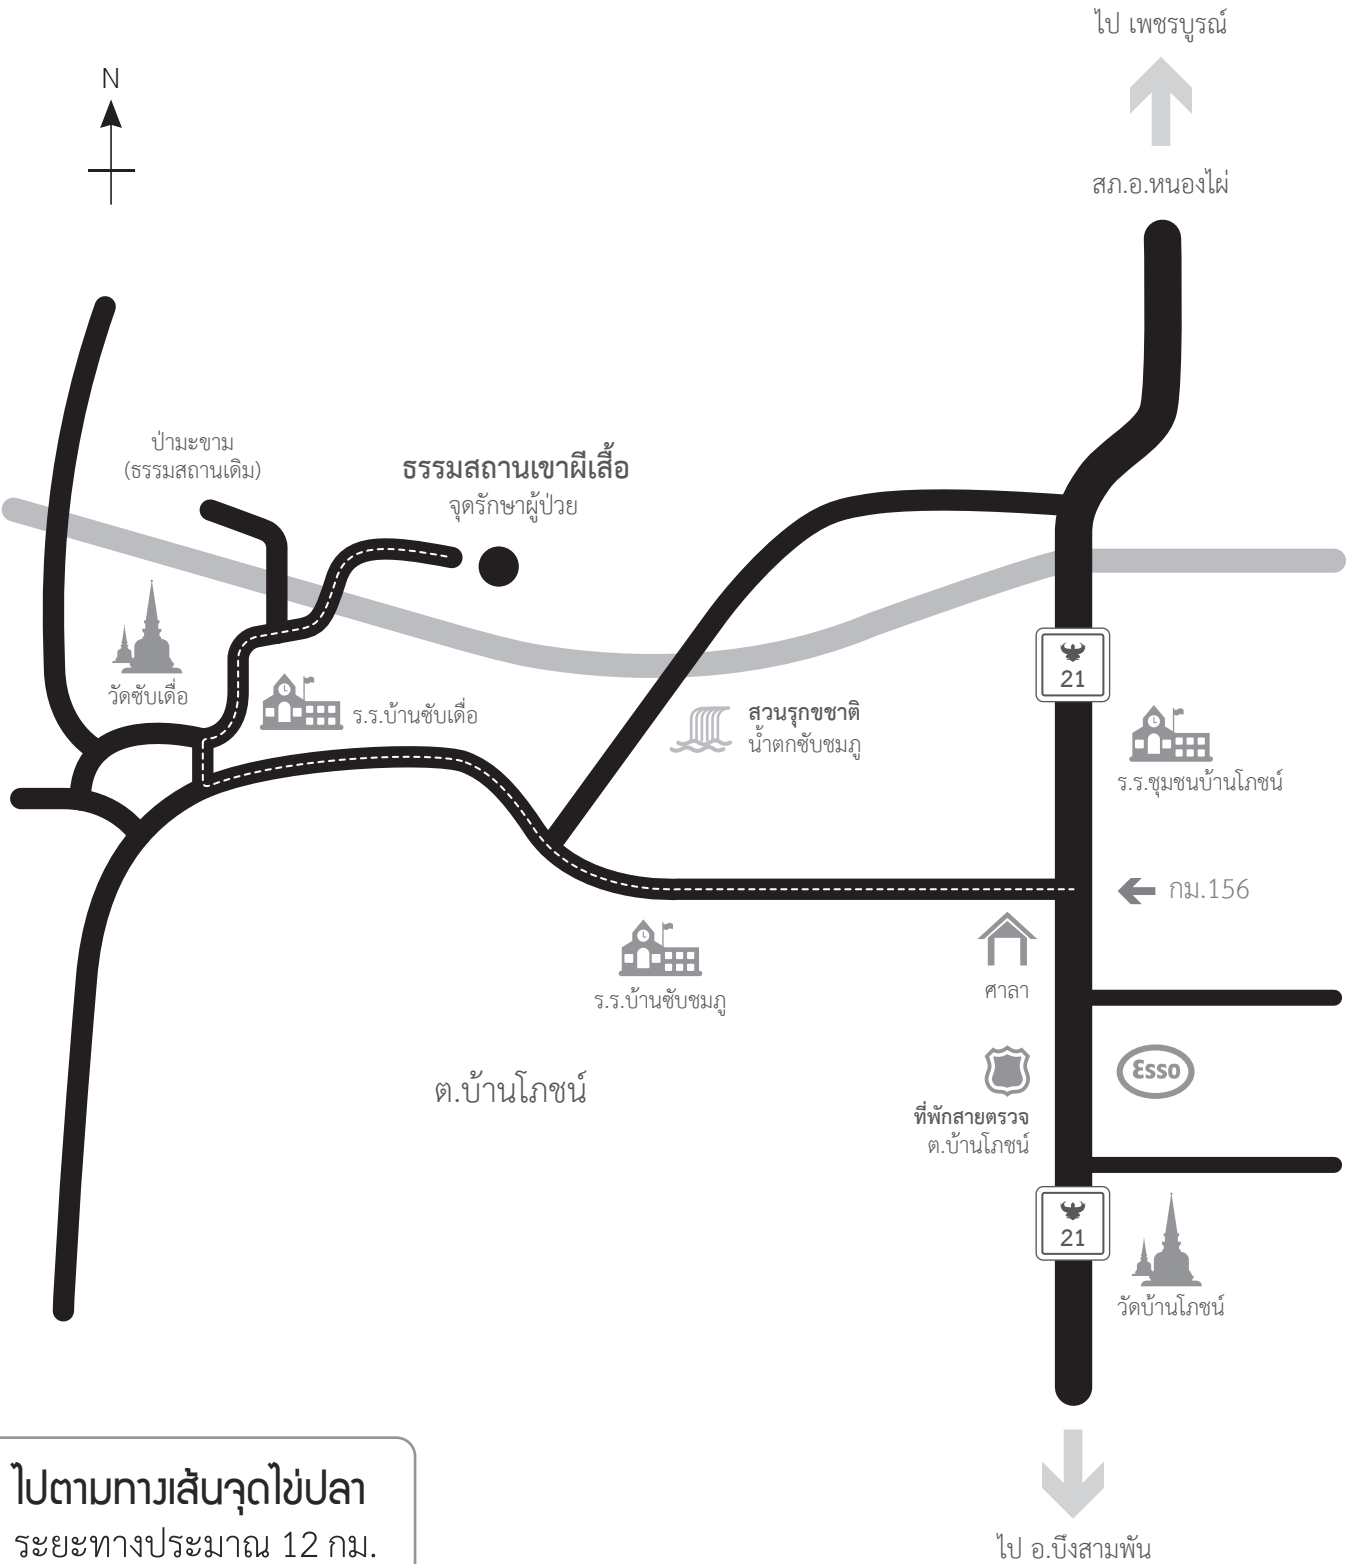 ไป เพชรบูรณ์
N
สภ.อ.หนองไผ่
ป่ามะขาม
(ธรรมสถานเดิม)
ธรรมสถานเขาผีเสื้อ
จุดรักษาผู้ป่วย
21
วัดซับเดื่อ
ร.ร.บ้านซับเดื่อ
สวนรุกขชาติ
น้ำตกซับชมภู
ร.ร.ชุมชนบ้านโภชน์
กม.156
ศาลา
ร.ร.บ้านซับชมภู
Esso
ต.บ้านโภชน์
ที่พักสายตรวจ
ต.บ้านโภชน์
21
วัดบ้านโภชน์
ไปตามทางเส้นจุดไข่ปลา
ระยะทางประมาณ 12 กม.
ไป อ.บึงสามพัน